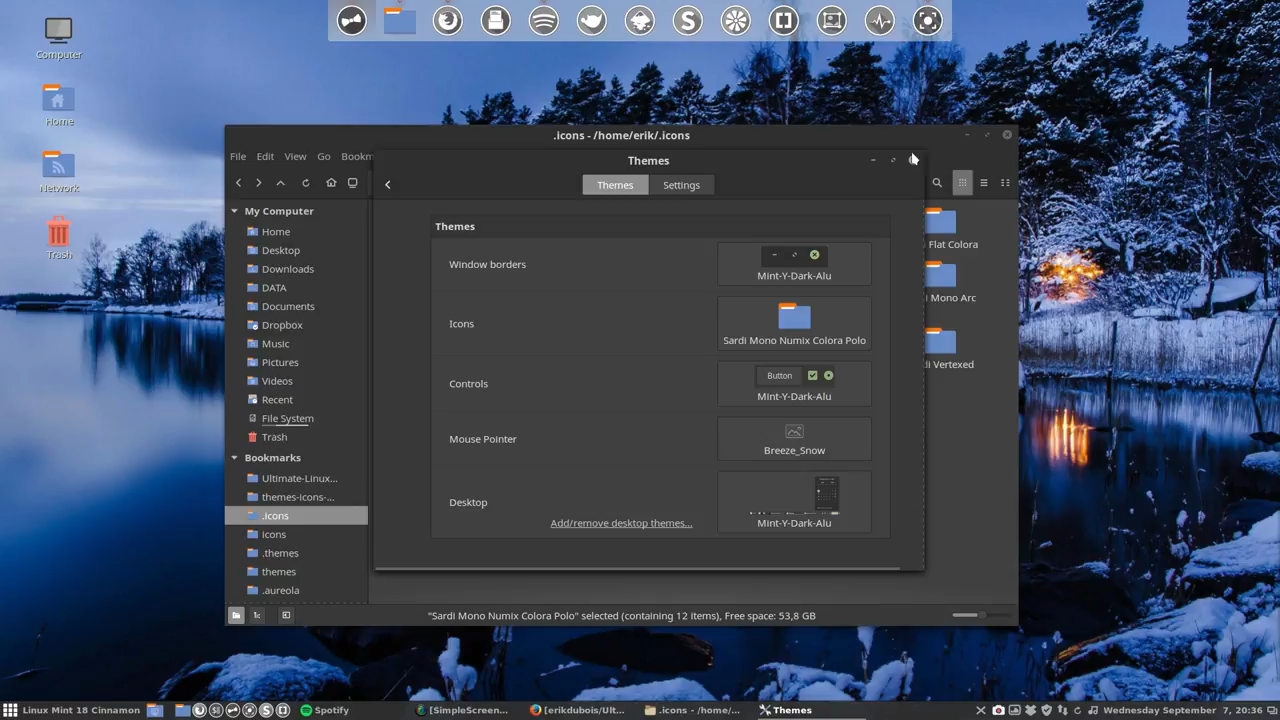 Computer
Home
Network
Trash
.icons - /home/erik/.icons
File Edit View Go Bookm
Themes
Themes Settings
My Computer
Home
Desktop
Downloads
DATA
Documents
Dropbox
Music
Pictures
Videos
Recent
File System
Trash
Bookmarks
Ultimate-Linux...
themes-icons-...
.icons
icons
.themes
themes
.aureola
Themes
Window borders
Mint-Y-Dark-Alu
Icons
Sardi Mono Numix Colora Polo
Controls
Button
Mint-Y-Dark-Alu
Mouse Pointer
Breeze_Snow
Desktop
Add/remove desktop themes...
Mint-Y-Dark-Alu
Flat Colora
Mono Arc
Vertexed
"Sardi Mono Numix Colora Polo" selected (containing 12 items), Free space: 53,8 GB
Linux Mint 18 Cinnamon Spotify [SimpleScreen... [erikdubois/Ult... .icons - /home/... Themes Wednesday September 7, 20:36